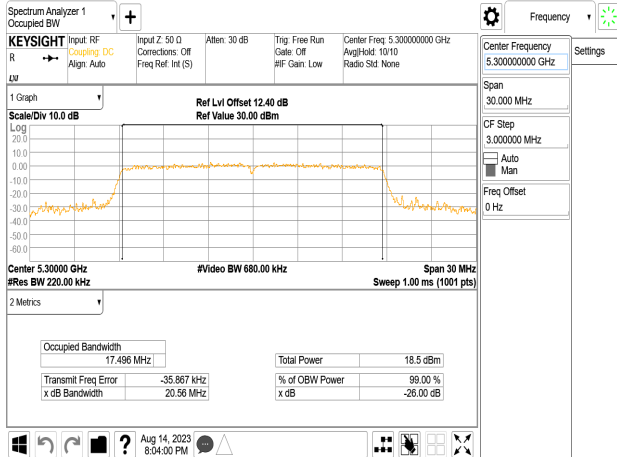 Spectrum Analyzer 1
Occupied BW
Frequency
KEYSIGHT
R
Input: RF
Coupling: DC
Align: Auto
Input Z: 50 Ω
Corrections: Off
Freq Ref: Int (S)
Atten: 30 dB
Trig: Free Run
Gate: Off
#IF Gain: Low
Center Freq: 5.300000000 GHz
Avg|Hold: 10/10
Radio Std: None
Center Frequency
5.300000000 GHz
Settings
Span
30.000 MHz
CF Step
3.000000 MHz
Auto
Man
Freq Offset
0 Hz
1 Graph
Ref Lvl Offset 12.40 dB
Scale/Div 10.0 dB
Ref Value 30.00 dBm
Log
20.0
10.0
0.00
-10.0
-20.0
-30.0
-40.0
-50.0
-60.0
Center 5.30000 GHz
#Video BW 680.00 kHz
Span 30 MHz
#Res BW 220.00 kHz
Sweep 1.00 ms (1001 pts)
2 Metrics
Occupied Bandwidth
17.496 MHz
Total Power 18.5 dBm
Transmit Freq Error -35.867 kHz
% of OBW Power 99.00 %
x dB Bandwidth 20.56 MHz
x dB -26.00 dB
?
Aug 14, 2023
8:04:00 PM